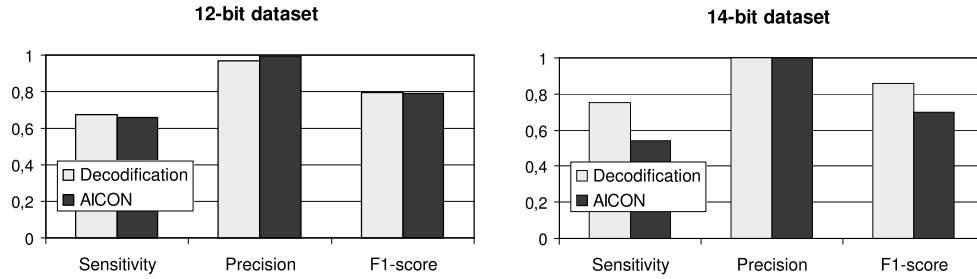 12-bit dataset
1
0,8
0,6
0,4
0,2
0
Decodification
AICON
Sensitivity Precision F1-score
14-bit dataset
1
0,8
0,6
0,4
0,2
0
Decodification
AICON
Sensitivity Precision F1-score